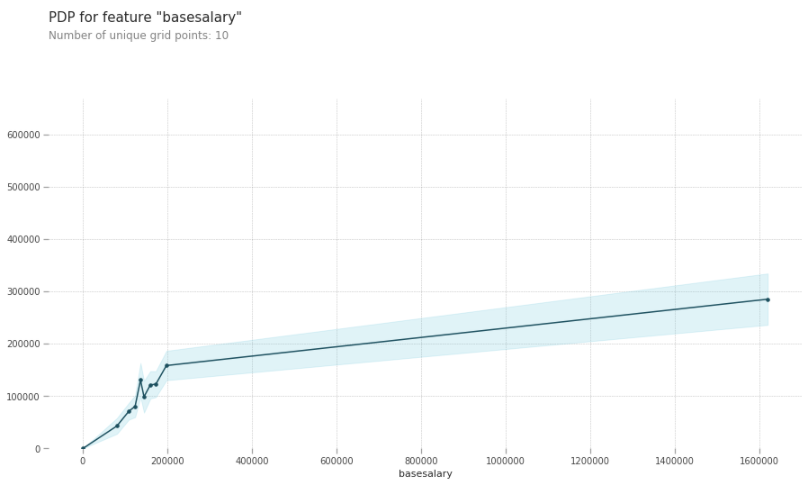 PDP for feature "basesalary"
Number of unique grid points: 10
600000
500000
400000
300000
200000
100000
0
0 200000 400000 600000 800000 1000000 1200000 1400000 1600000
basesalary